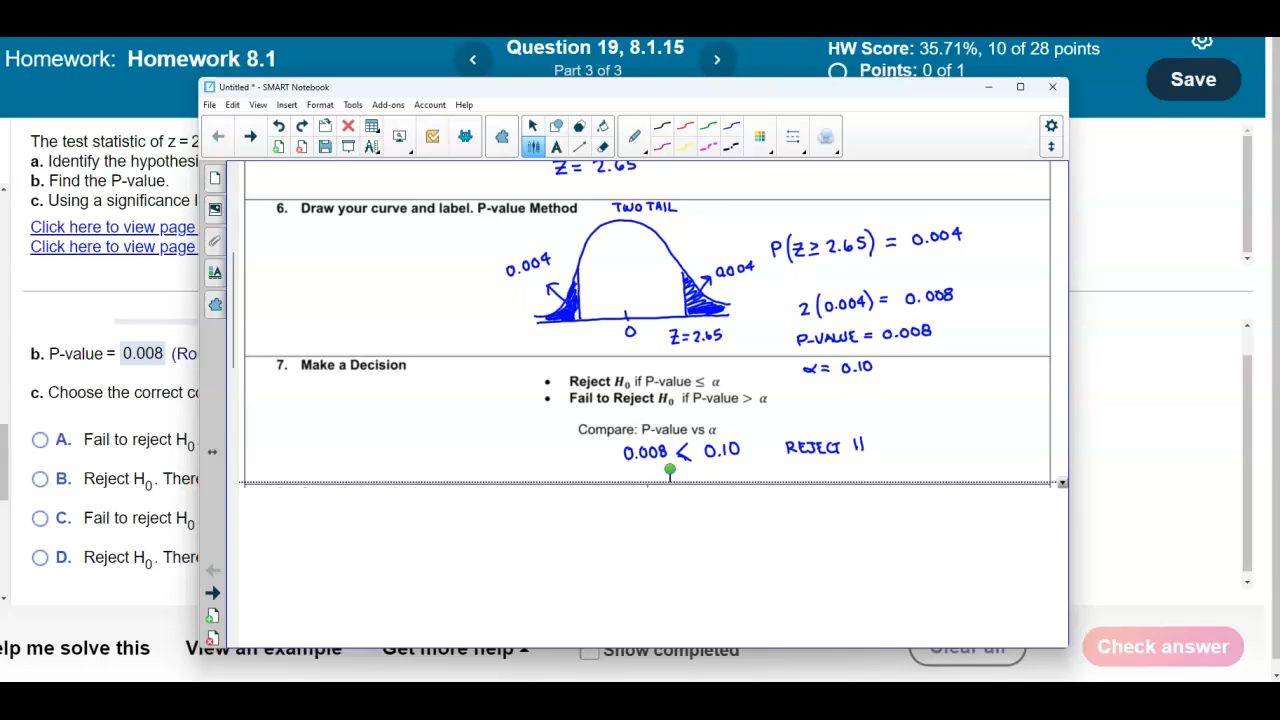 Homework: Homework 8.1
Question 19, 8.1.15
Part 3 of 3
HW Score: 35.71%, 10 of 28 points
Points: 0 of 1
Save
Untitled * - SMART Notebook
File Edit View Insert Format Tools Add-ons Account Help
The test statistic of z = 2
a. Identify the hypothesi
b. Find the P-value.
c. Using a significance l
Click here to view page
Click here to view page
b. P-value = 0.008 (Ro
c. Choose the correct co
A. Fail to reject H0
B. Reject H0. There
C. Fail to reject H0
D. Reject H0. There
Z = 2.65
6. Draw your curve and label. P-value Method
TWO TAIL
0.004
0.004
0
Z = 2.65
P(Z ≥ 2.65) = 0.004
2(0.004) = 0.008
P-VALUE = 0.008
α = 0.10
7. Make a Decision
• Reject H0 if P-value ≤ α
• Fail to Reject H0 if P-value > α
Compare: P-value vs α
0.008 < 0.10 REJECT
elp me solve this
View an example
Get more help
Show completed
Clear all
Check answer